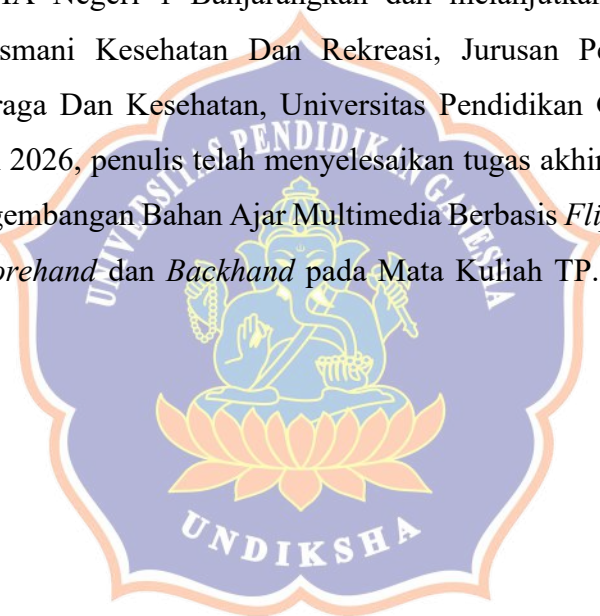 Negeri 1 Banjarangkan dan melanjutkan
smani Kesehatan Dan Rekreasi, Jurusan Pe
raga Dan Kesehatan, Universitas Pendidikan G
2026, penulis telah menyelesaikan tugas akhir
gembangan Bahan Ajar Multimedia Berbasis Flip
orehand dan Backhand pada Mata Kuliah TP.
UNIVERSITAS PENDIDIKAN GANESHA
UNDIKSHA